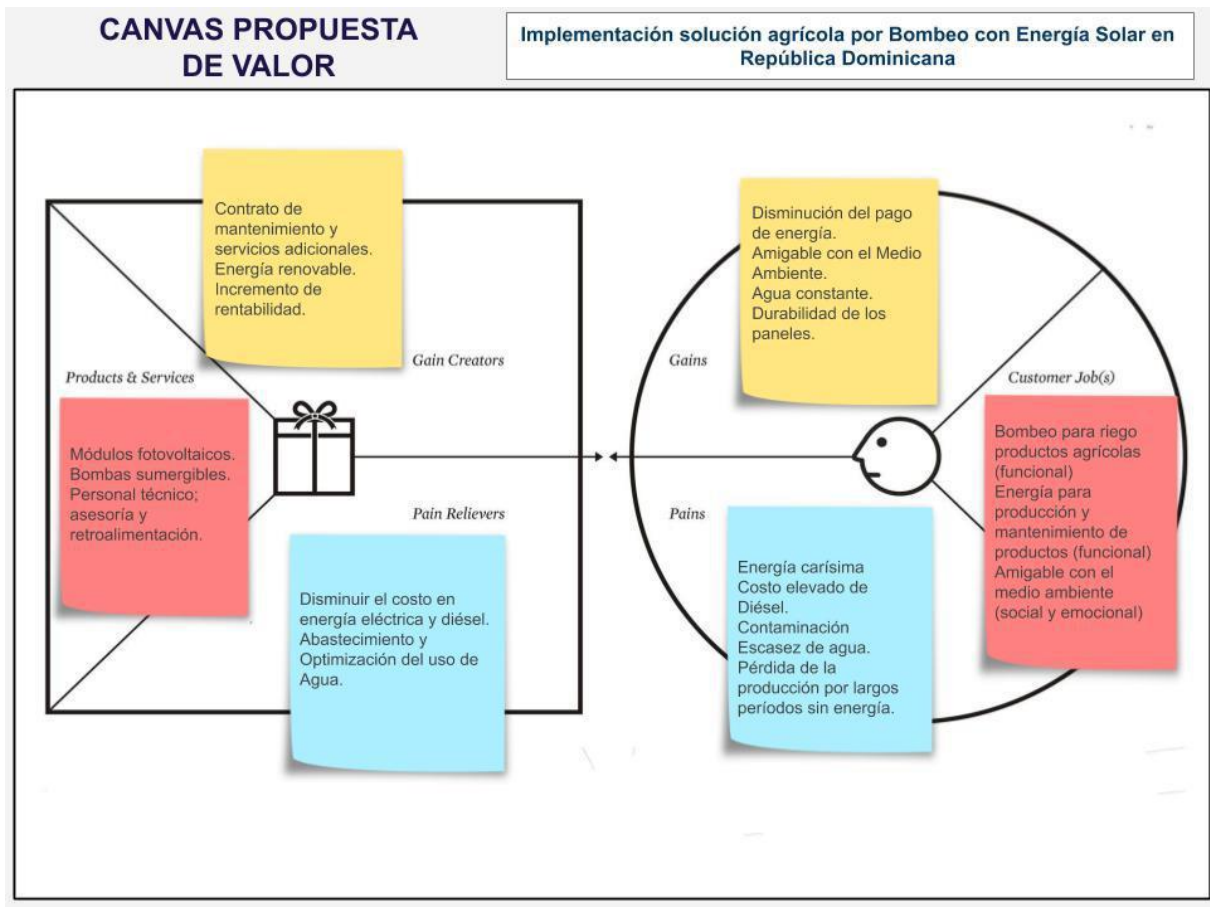 CANVAS PROPUESTA
DE VALOR
Implementación solución agrícola por Bombeo con Energía Solar en
República Dominicana
Contrato de
mantenimiento y
servicios adicionales.
Energía renovable.
Incremento de
rentabilidad.
Gain Creators
Products & Services
Módulos fotovoltaicos.
Bombas sumergibles.
Personal técnico;
asesoría y
retroalimentación.
Pain Relievers
Disminuir el costo en
energía eléctrica y diésel.
Abastecimiento y
Optimización del uso de
Agua.
Disminución del pago
de energía.
Amigable con el Medio
Ambiente.
Agua constante.
Durabilidad de los
paneles.
Gains
Customer Job(s)
Bombeo para riego
productos agrícolas
(funcional)
Energía para
producción y
mantenimiento de
productos (funcional)
Amigable con el
medio ambiente
(social y emocional)
Pains
Energía carísima
Costo elevado de
Diésel.
Contaminación
Escasez de agua.
Pérdida de la
producción por largos
períodos sin energía.